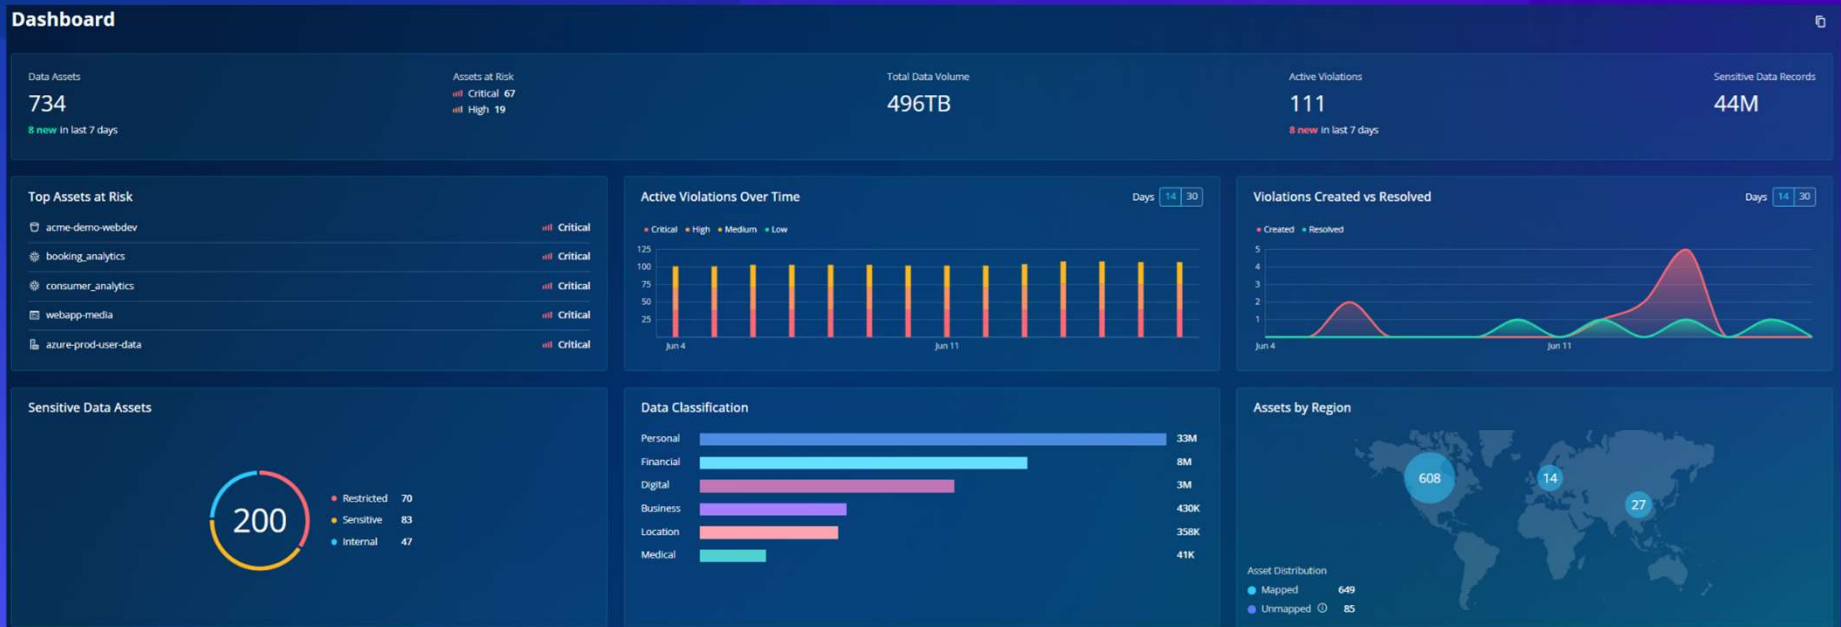 Dashboard
Data Assets
734
8 new in last 7 days
Assets at Risk
Critical 67
High 19
Total Data Volume
496TB
Active Violations
111
8 new in last 7 days
Sensitive Data Records
44M
Top Assets at Risk
acme-demo-webdev Critical
booking_analytics Critical
consumer_analytics Critical
webapp-media Critical
azure-prod-user-data Critical
Active Violations Over Time Days 14 30
Critical High Medium Low
125
100
75
50
25
Jun 4 Jun 11
Violations Created vs Resolved Days 14 30
Created Resolved
5
4
3
2
1
Jun 4 Jun 11
Sensitive Data Assets
200
Restricted 70
Sensitive 83
Internal 47
Data Classification
Personal 33M
Financial 8M
Digital 3M
Business 430K
Location 358K
Medical 41K
Assets by Region
608
14
27
Asset Distribution
Mapped 649
Unmapped 85